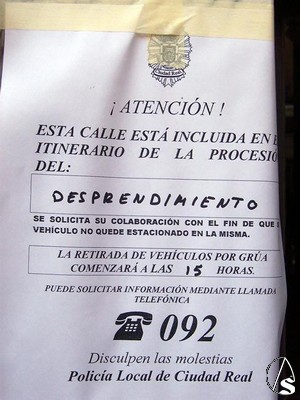 Ciudad Real
¡ ATENCIÓN !
ESTA CALLE ESTÁ INCLUIDA EN E
ITINERARIO DE LA PROCESIÓ
DEL:
DESPRENDIMIENTO
SE SOLICITA SU COLABORACIÓN CON EL FIN DE QUE S
VEHÍCULO NO QUEDE ESTACIONADO EN LA MISMA.
LA RETIRADA DE VEHÍCULOS POR GRÚA
COMENZARÁ A LAS 15 HORAS.
PUEDE SOLICITAR INFORMACIÓN MEDIANTE LLAMADA
TELEFÓNICA
☎ 092
Disculpen las molestias
Policía Local de Ciudad Real